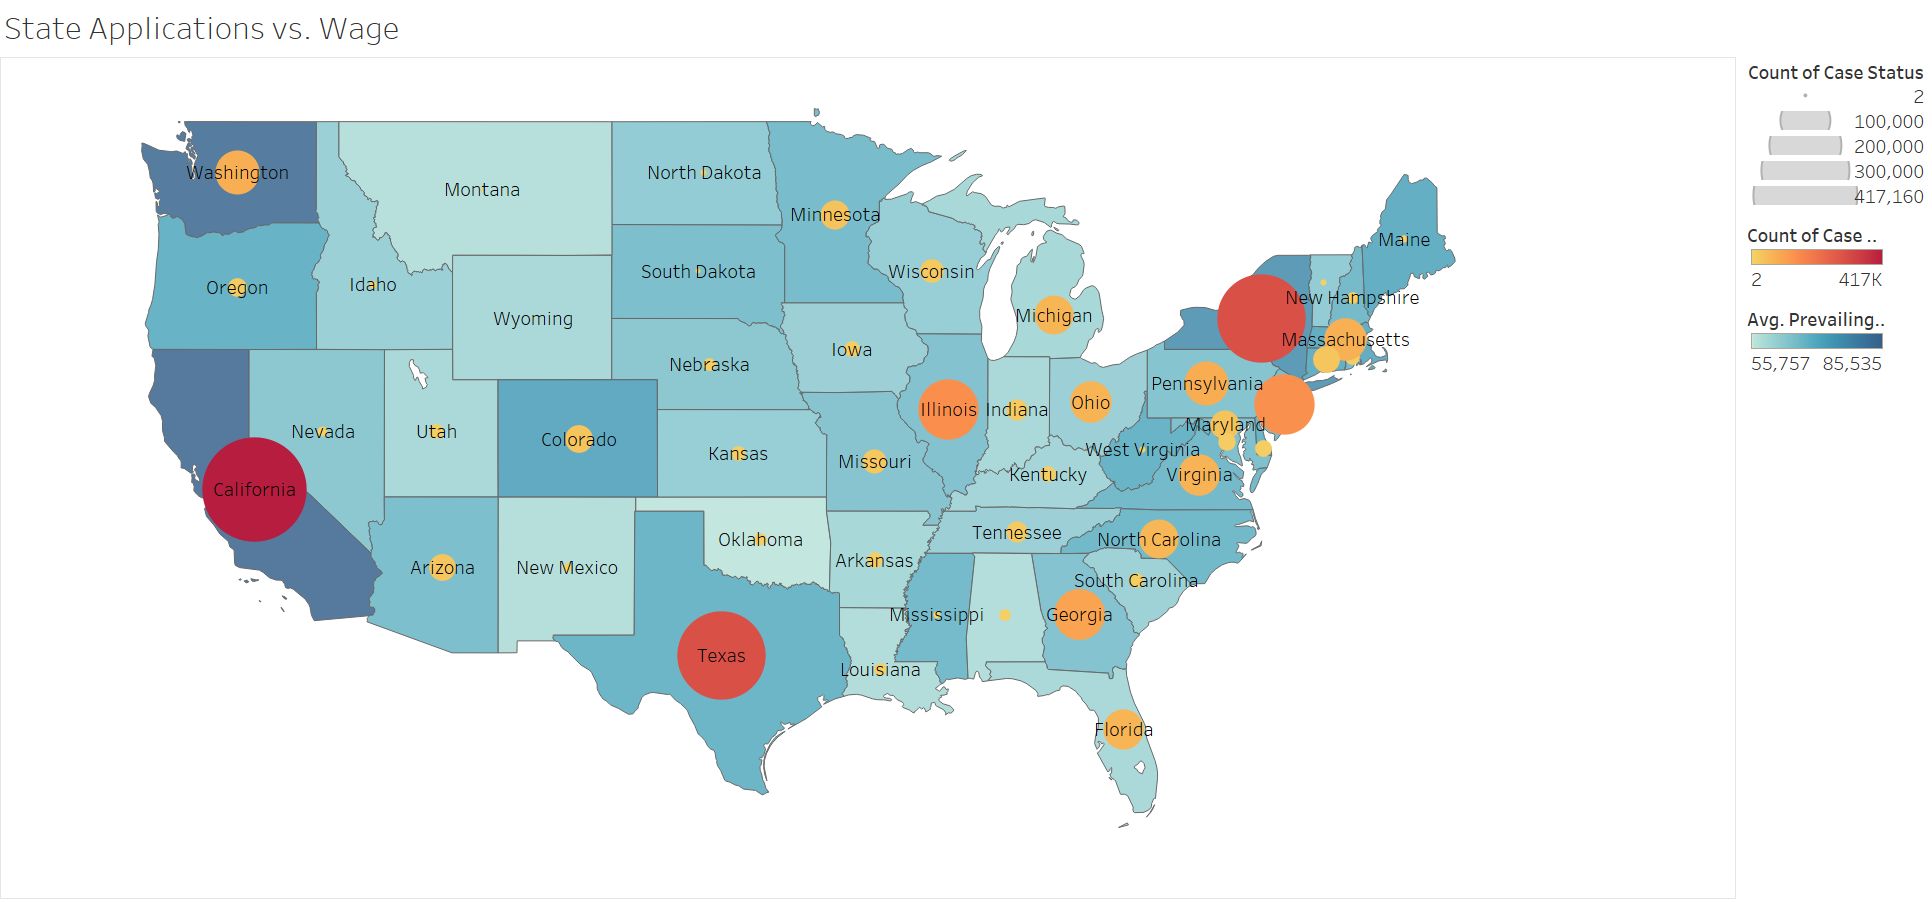 State Applications vs. Wage
Count of Case Status
2
100,000
200,000
300,000
417,160
Count of Case ..
2 417K
Avg. Prevailing..
55,757 85,535
Washington
Montana
North Dakota
Minnesota
Maine
Oregon
Idaho
South Dakota
Wisconsin
New Hampshire
Wyoming
Michigan
Massachusetts
Iowa
Nebraska
Pennsylvania
Ohio
Illinois
Indiana
Maryland
Nevada
Utah
Colorado
West Virginia
Kansas
Missouri
Kentucky
Virginia
California
Tennessee
North Carolina
Oklahoma
Arkansas
Arizona
New Mexico
South Carolina
Mississippi
Georgia
Texas
Louisiana
Florida